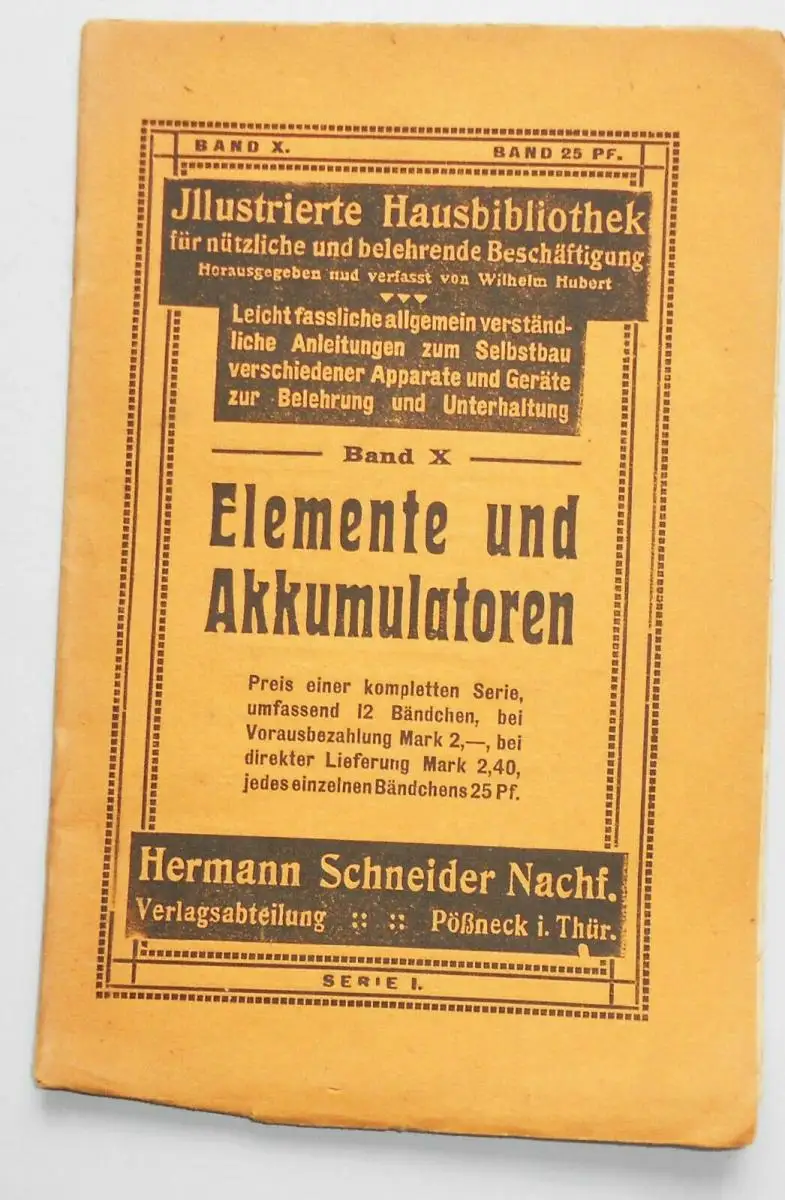 BAND X. BAND 25 PF.
Jllustrierte Hausbibliothek
für nützliche und belehrende Beschäftigung
Herausgegeben und verfasst von Wilhelm Hubert
Leicht fassliche allgemein verständ-
liche Anleitungen zum Selbstbau
verschiedener Apparate und Geräte
zur Belehrung und Unterhaltung
Band X
Elemente und
Akkumulatoren
Preis einer kompletten Serie,
umfassend 12 Bändchen, bei
Vorausbezahlung Mark 2,—, bei
direkter Lieferung Mark 2,40,
jedes einzelnen Bändchens 25 Pf.
Hermann Schneider Nachf.
Verlagsabteilung :: :: Pößneck i. Thür.
SERIE I.